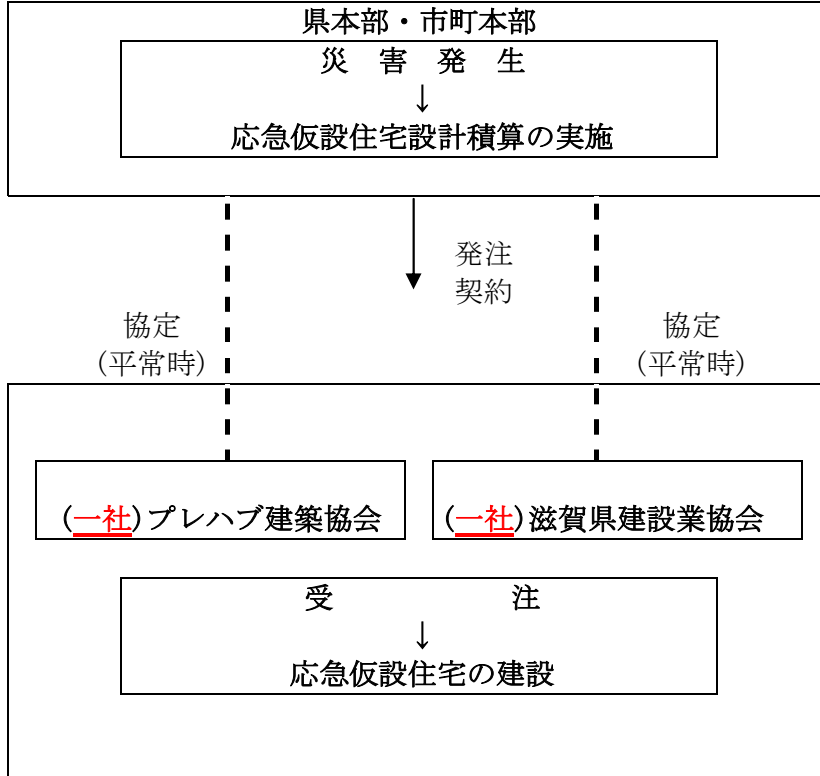 県本部・市町本部
災　害　発　生
↓
応急仮設住宅設計積算の実施
発注
契約
協定
(平常時)
協定
(平常時)
(一社)プレハブ建築協会
(一社)滋賀県建設業協会
受　　　　　　注
↓
応急仮設住宅の建設